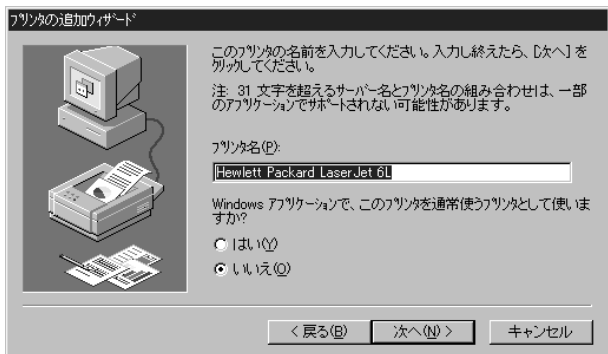 プリンタの追加ウィザード
このプリンタの名前を入力してください。入力し終えたら、[次へ] を
クリックしてください。
注: 31 文字を超えるサーバー名とプリンタ名の組み合わせは、一部
のアプリケーションでサポートされない可能性があります。
プリンタ名(P):
Hewlett Packard LaserJet 6L
Windows アプリケーションで、このプリンタを通常使うプリンタとして使いま
すか?
はい(Y)
いいえ(O)
< 戻る(B)
次へ(N) >
キャンセル